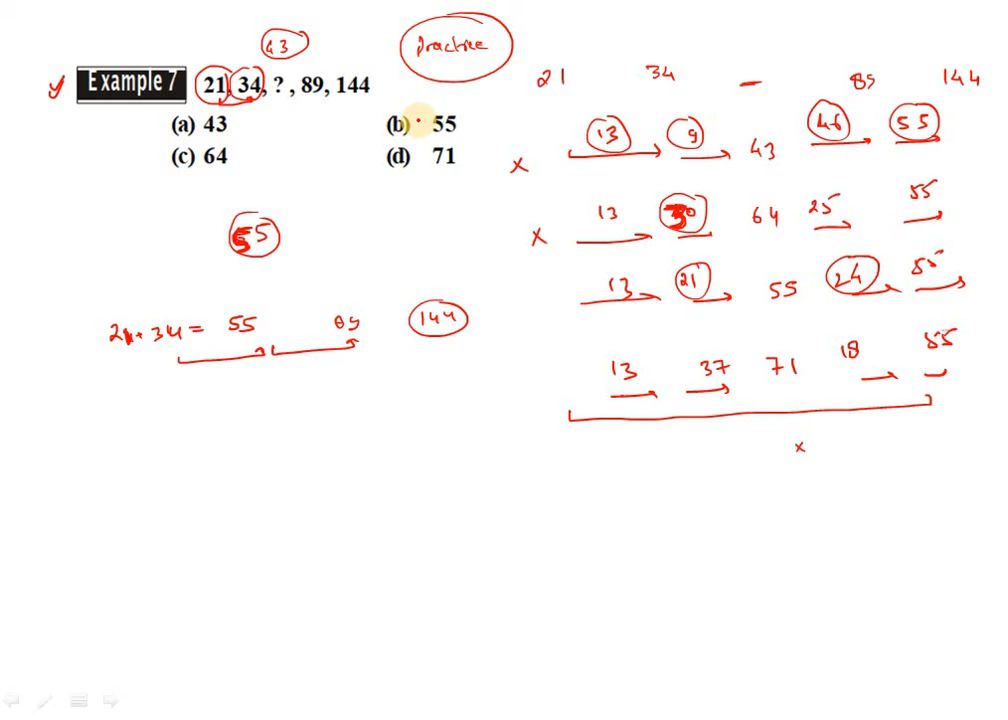 43
Practice
Example 7 21, 34, ? , 89, 144
(a) 43 (b) 55
(c) 64 (d) 71
55
21+ 34 = 55 89 144
21 34 - 89 144
13 9 43 46 55
x
13 30 64 25 55
x
13 21 55 24 55
13 37 71 18 55
x